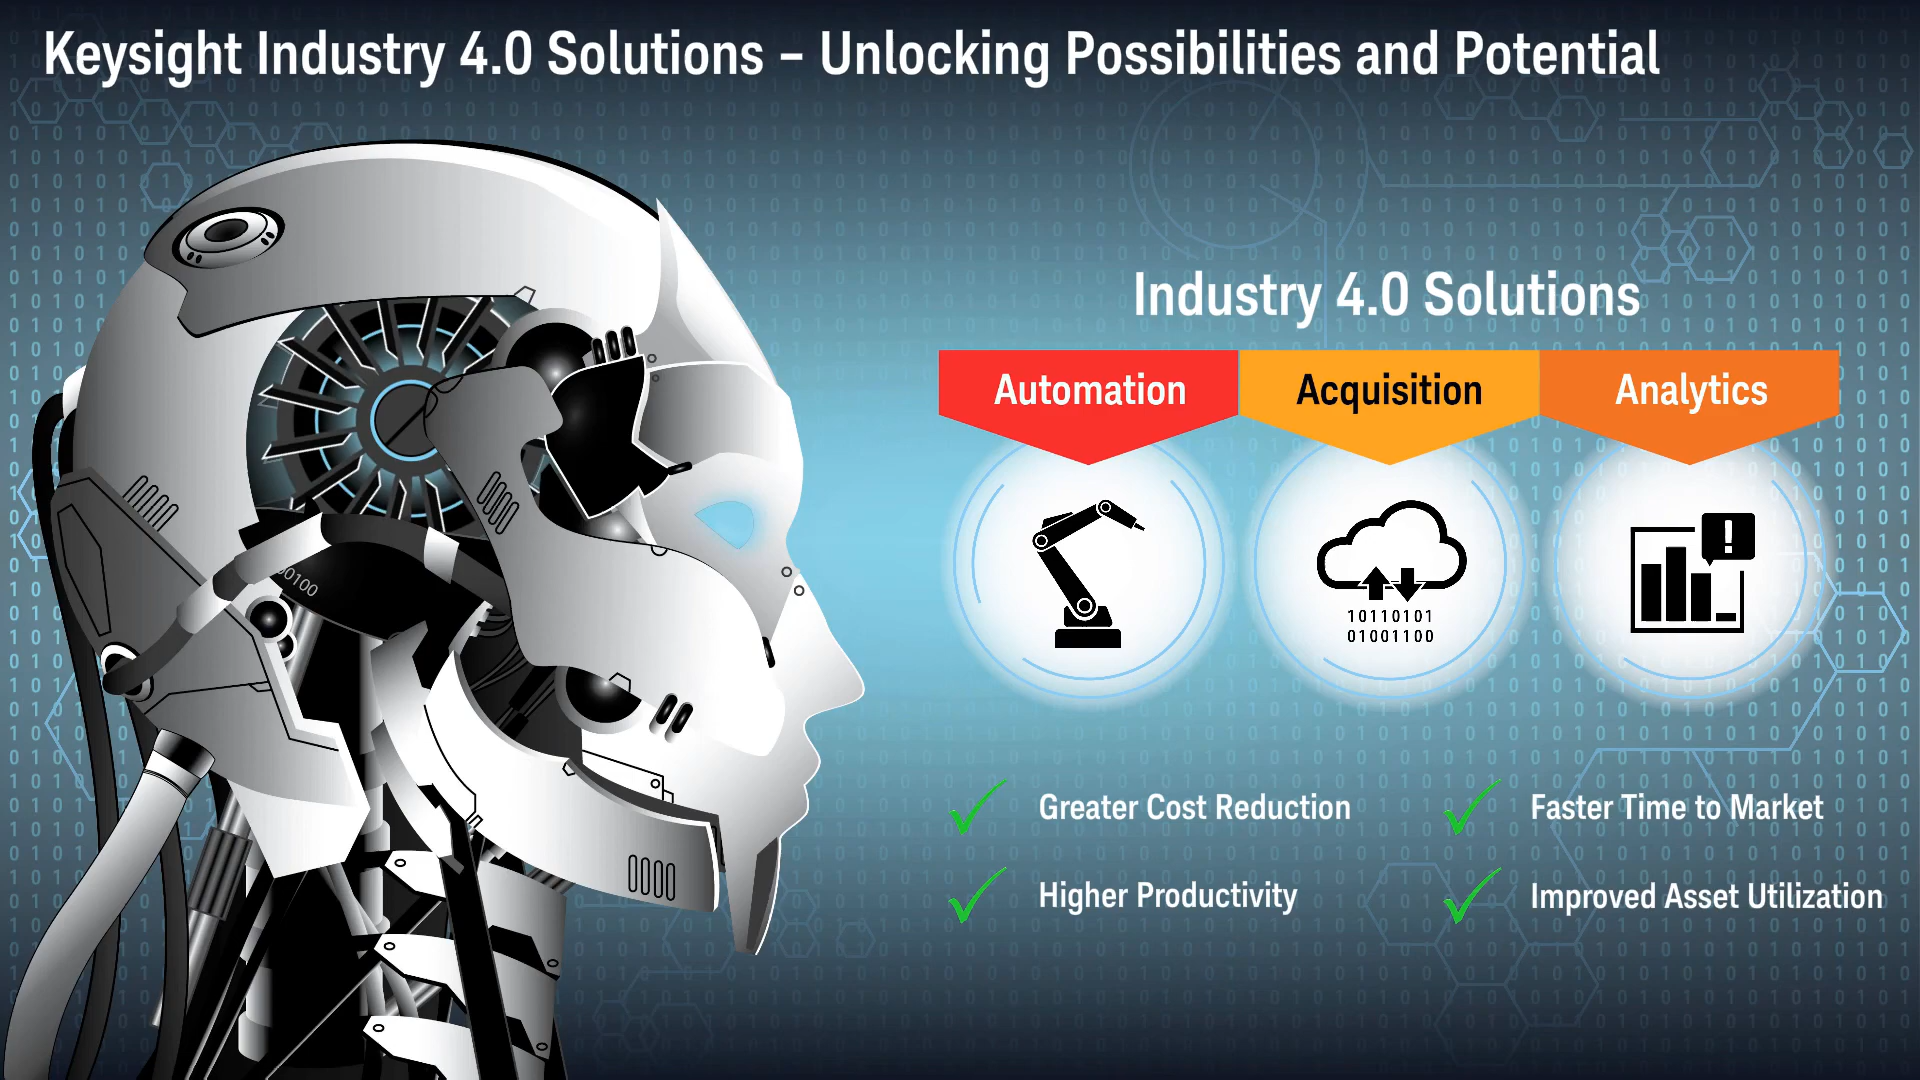 Keysight Industry 4.0 Solutions – Unlocking Possibilities and Potential
Industry 4.0 Solutions
Automation
Acquisition
Analytics
10110101
01001100
Greater Cost Reduction
Faster Time to Market
Higher Productivity
Improved Asset Utilization